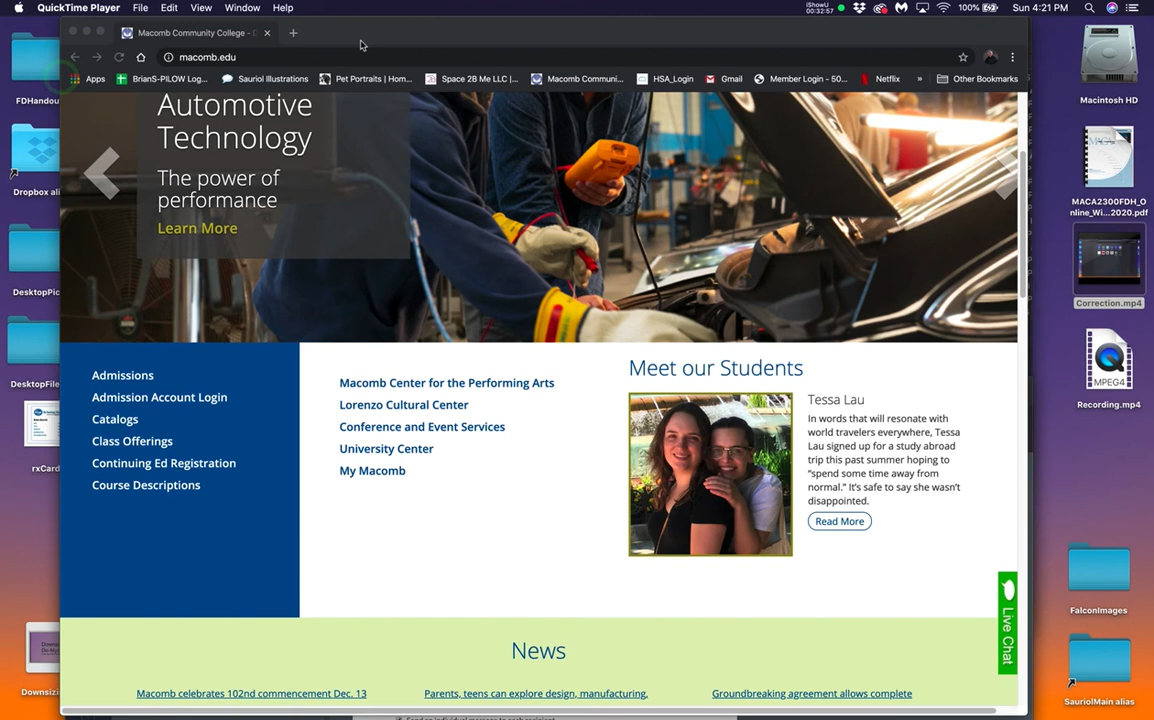 QuickTime Player File Edit View Window Help
iShowU
00:32:57
100%
Sun 4:21 PM
Macomb Community College -
macomb.edu
Apps
BrianS-PILOW Log...
Sauriol Illustrations
Pet Portraits | Hom...
Space 2B Me LLC |...
Macomb Communi...
HSA_Login
Gmail
Member Login - 50...
Netflix
»
Other Bookmarks
FDHandou
Dropbox ali
DesktopPic
DesktopFile
rxCard
Downsizi
Automotive
Technology
The power of
performance
Learn More
Admissions
Admission Account Login
Catalogs
Class Offerings
Continuing Ed Registration
Course Descriptions
Macomb Center for the Performing Arts
Lorenzo Cultural Center
Conference and Event Services
University Center
My Macomb
Meet our Students
Tessa Lau
In words that will resonate with
world travelers everywhere, Tessa
Lau signed up for a study abroad
trip this past summer hoping to
“spend some time away from
normal.” It’s safe to say she wasn’t
disappointed.
Read More
Live Chat
News
Macomb celebrates 102nd commencement Dec. 13
Parents, teens can explore design, manufacturing,
Groundbreaking agreement allows complete
Macintosh HD
MACA2300FDH_O
nline_Wi...2020.pdf
Correction.mp4
MPEG4
Recording.mp4
FalconImages
SauriolMain alias